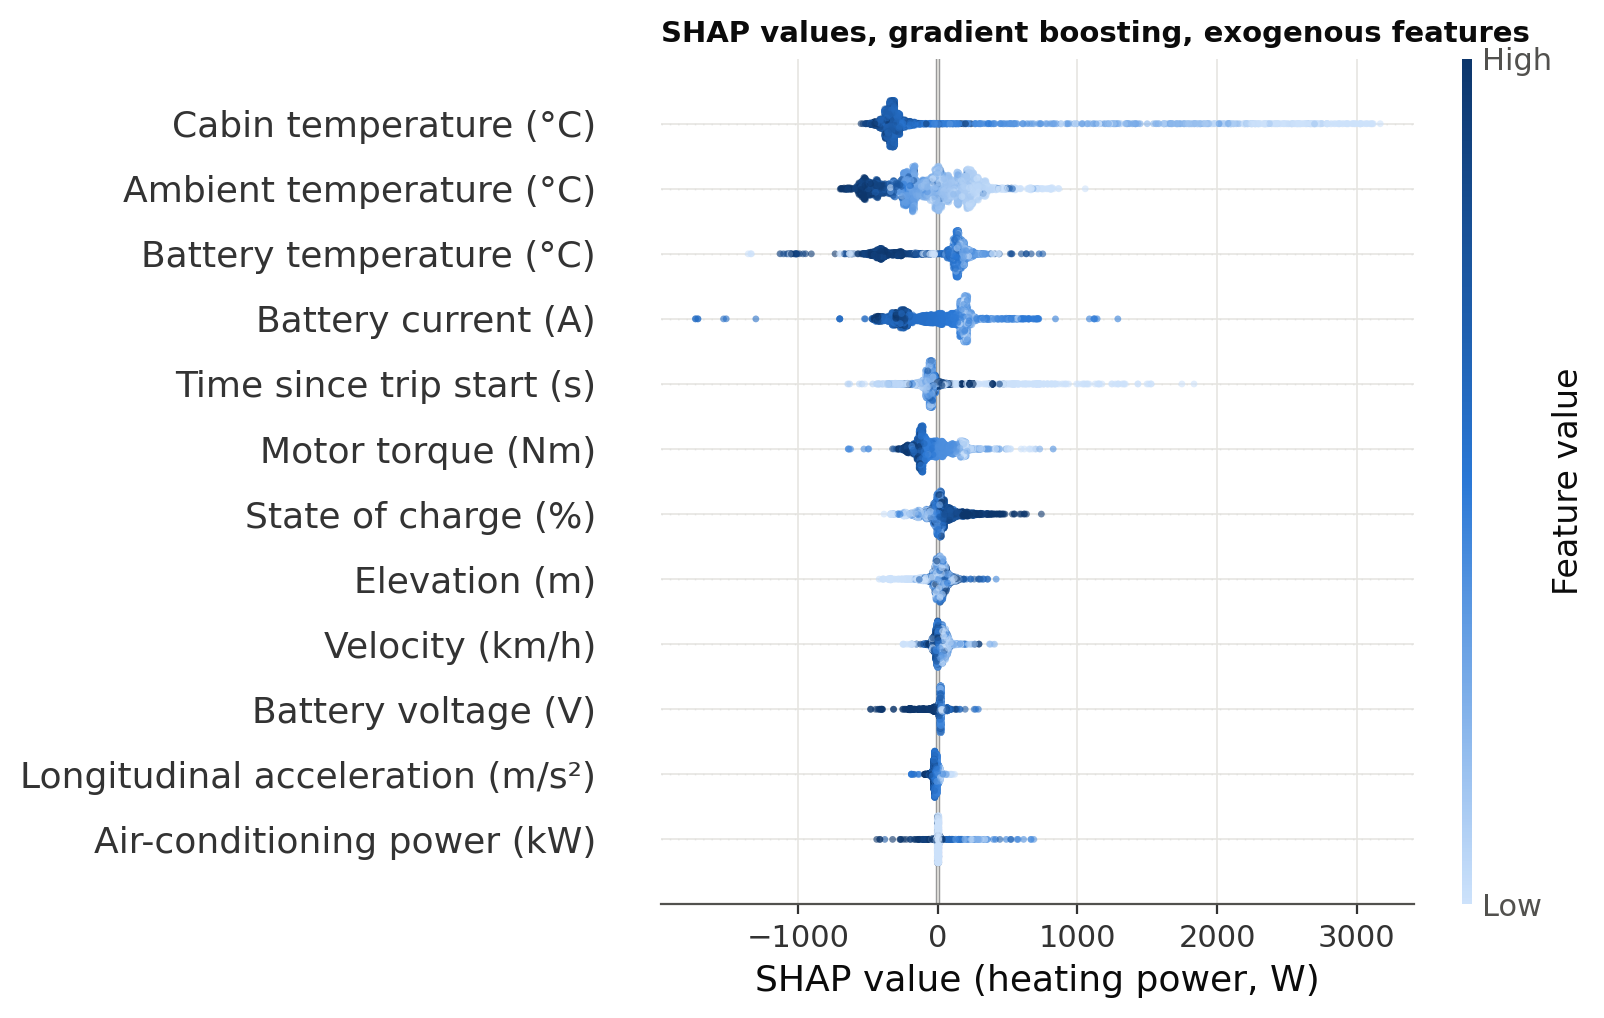 SHAP values, gradient boosting, exogenous features
High
Cabin temperature (°C)
Ambient temperature (°C)
Battery temperature (°C)
Battery current (A)
Time since trip start (s)
Motor torque (Nm)
State of charge (%)
Elevation (m)
Velocity (km/h)
Battery voltage (V)
Longitudinal acceleration (m/s²)
Air-conditioning power (kW)
Feature value
Low
−1000 0 1000 2000 3000
SHAP value (heating power, W)